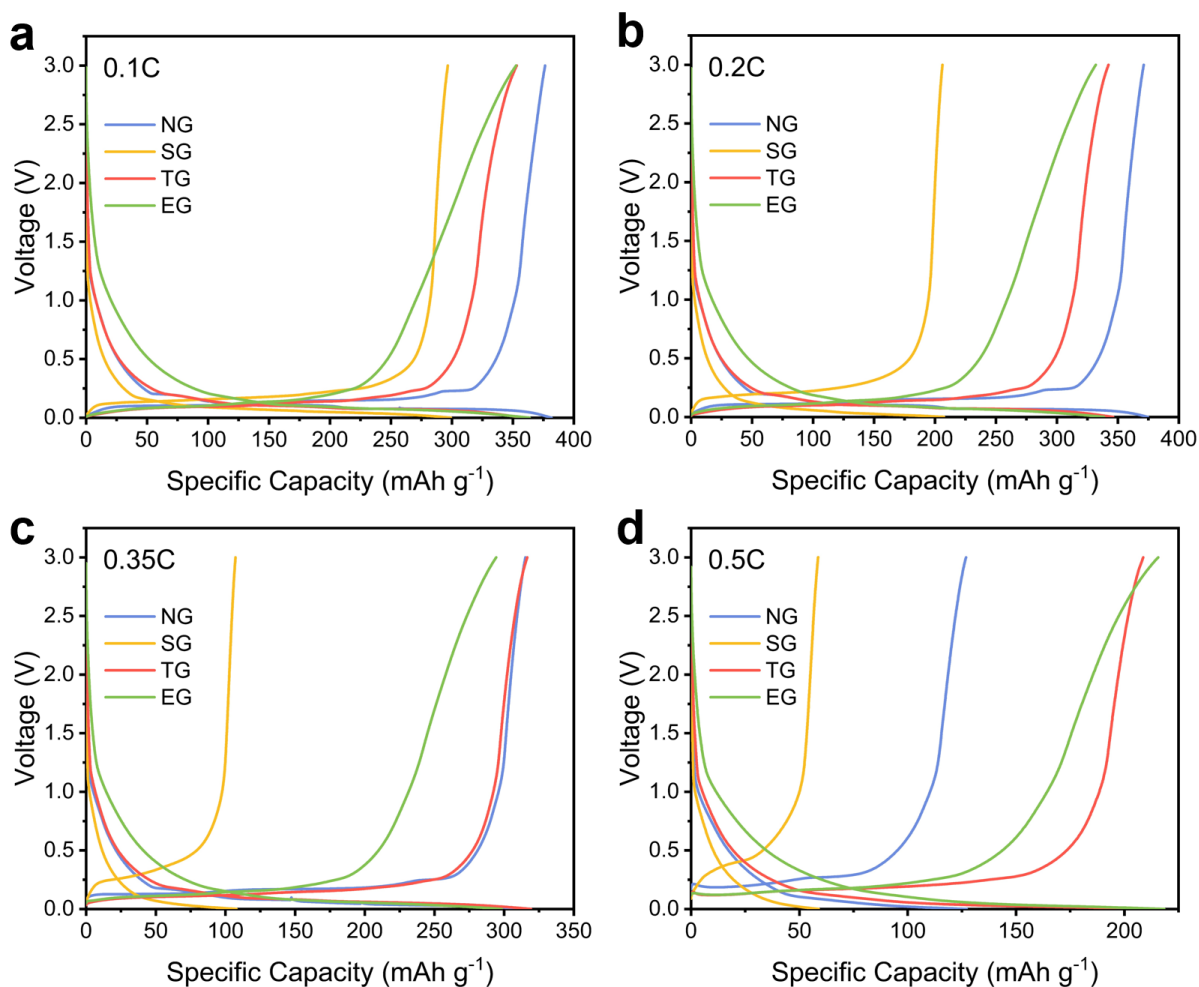 a
0.1C
NG
SG
TG
EG
3.0
2.5
2.0
1.5
1.0
0.5
0.0
Voltage (V)
0 50 100 150 200 250 300 350 400
Specific Capacity (mAh g⁻¹)
b
0.2C
NG
SG
TG
EG
3.0
2.5
2.0
1.5
1.0
0.5
0.0
Voltage (V)
0 50 100 150 200 250 300 350 400
Specific Capacity (mAh g⁻¹)
c
0.35C
NG
SG
TG
EG
3.0
2.5
2.0
1.5
1.0
0.5
0.0
Voltage (V)
0 50 100 150 200 250 300 350
Specific Capacity (mAh g⁻¹)
d
0.5C
NG
SG
TG
EG
3.0
2.5
2.0
1.5
1.0
0.5
0.0
Voltage (V)
0 50 100 150 200
Specific Capacity (mAh g⁻¹)